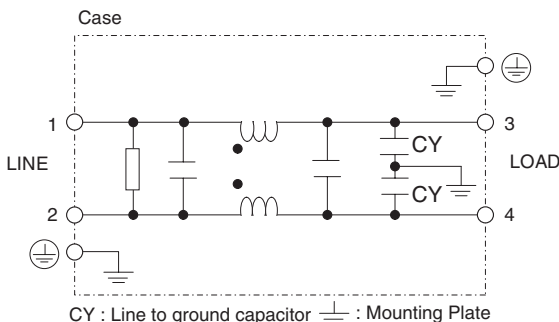 Case
1
3
LINE
CY
LOAD
CY
2
4
CY : Line to ground capacitor : Mounting Plate